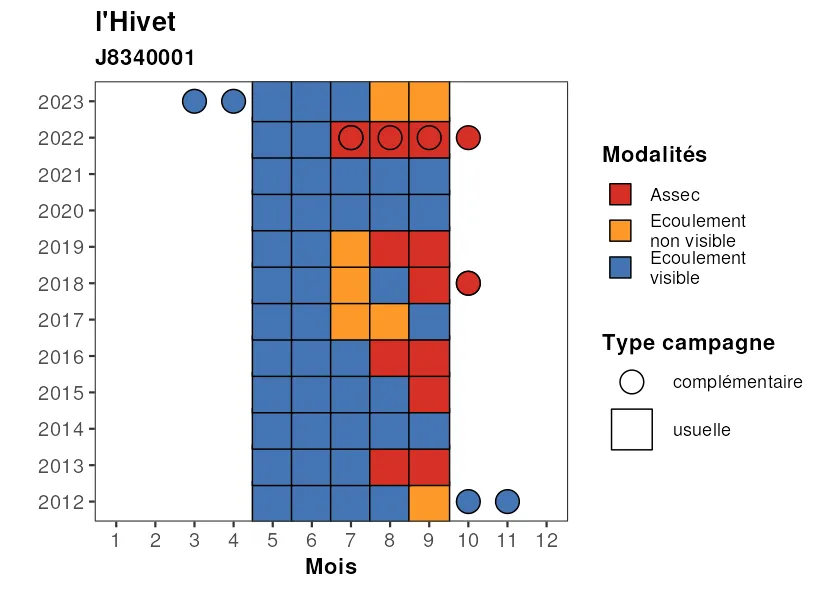 l'Hivet
J8340001
2023
2022
2021
2020
2019
2018
2017
2016
2015
2014
2013
2012
1 2 3 4 5 6 7 8 9 10 11 12
Mois
Modalités
Assec
Ecoulement
non visible
Ecoulement
visible
Type campagne
complémentaire
usuelle